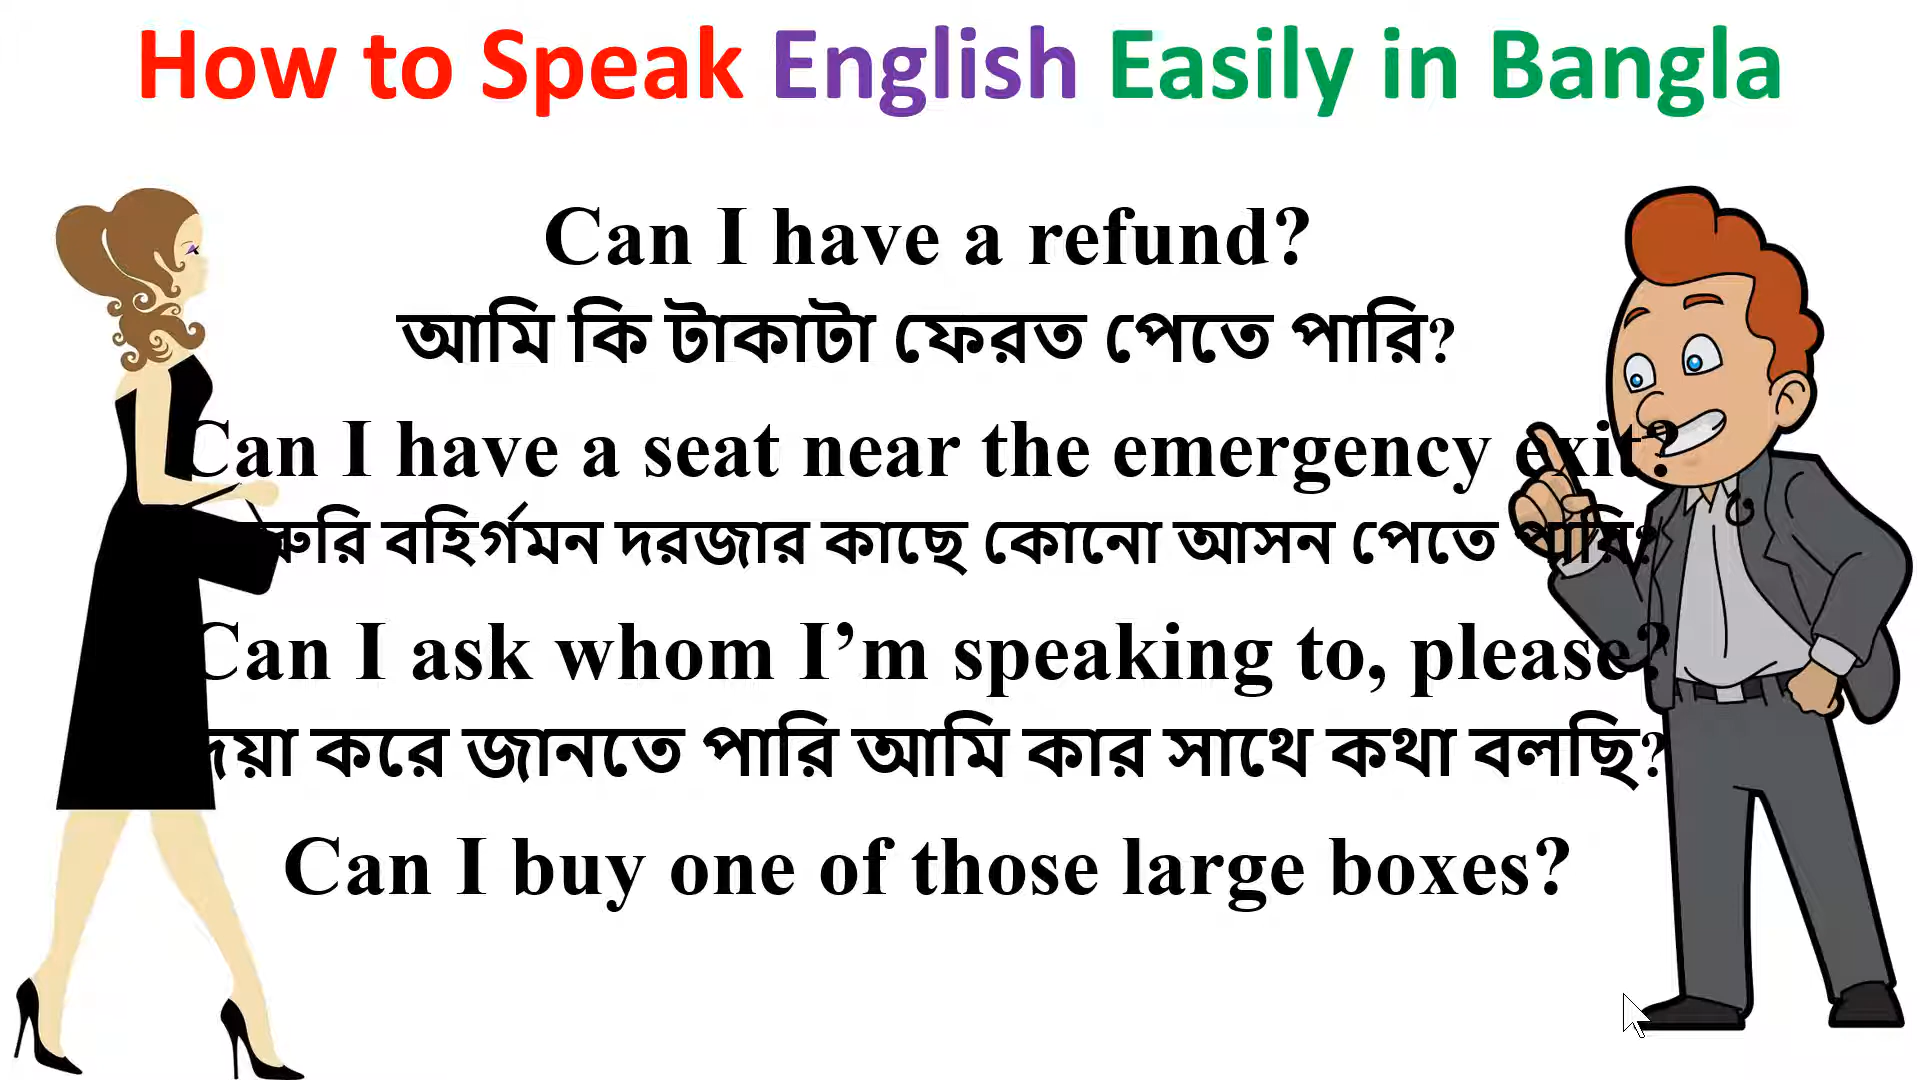 How to Speak English Easily in Bangla
Can I have a refund?
আমি কি টাকাটা ফেরত পেতে পারি?
Can I have a seat near the emergency exit?
বহির্গমন দরজার কাছে কোনো আসন পেতে পারি?
Can I ask whom I’m speaking to, please?
দয়া করে জানতে পারি আমি কার সাথে কথা বলছি?
Can I buy one of those large boxes?